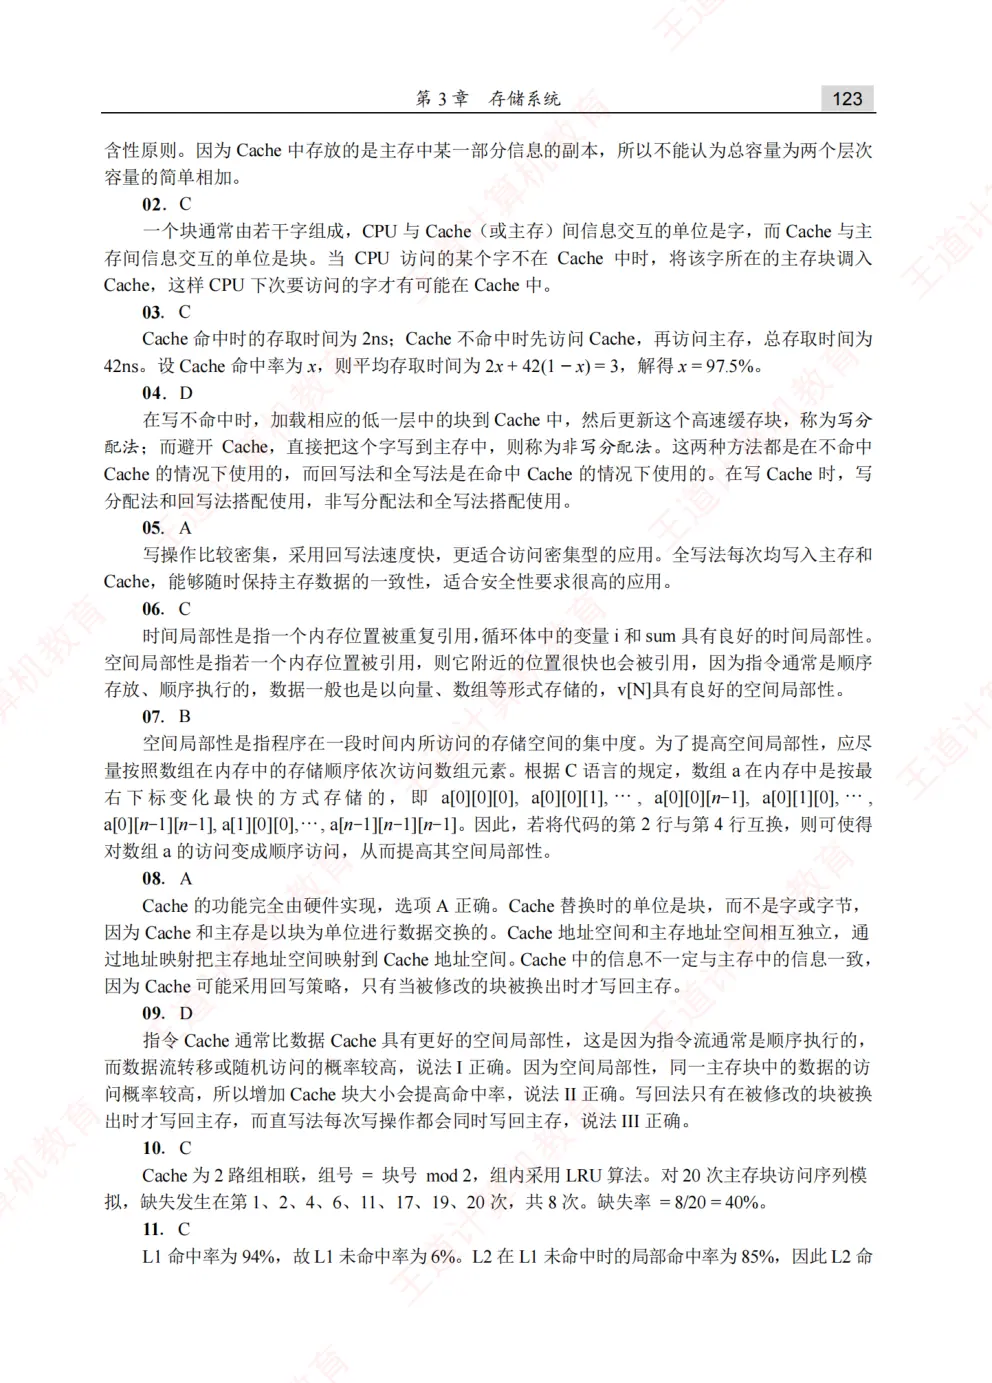 第 3 章 存储系统 123
含性原则。因为 Cache 中存放的是主存中某一部分信息的副本，所以不能认为总容量为两个层次
容量的简单相加。
02. C
一个块通常由若干字组成，CPU 与 Cache（或主存）间信息交互的单位是字，而 Cache 与主
存间信息交互的单位是块。当 CPU 访问的某个字不在 Cache 中时，将该字所在的主存块调入
Cache，这样 CPU 下次要访问的字才有可能在 Cache 中。
03. C
Cache 命中时的存取时间为 2ns；Cache 不命中时先访问 Cache，再访问主存，总存取时间为
42ns。设 Cache 命中率为 x，则平均存取时间为 2x + 42(1 − x) = 3，解得 x = 97.5%。
04. D
在写不命中时，加载相应的低一层中的块到 Cache 中，然后更新这个高速缓存块，称为写分
配法；而避开 Cache，直接把这个字写到主存中，则称为非写分配法。这两种方法都是在不命中
Cache 的情况下使用的，而回写法和全写法是在命中 Cache 的情况下使用的。在写 Cache 时，写
分配法和回写法搭配使用，非写分配法和全写法搭配使用。
05. A
写操作比较密集，采用回写法速度快，更适合访问密集型的应用。全写法每次均写入主存和
Cache，能够随时保持主存数据的一致性，适合安全性要求很高的应用。
06. C
时间局部性是指一个内存位置被重复引用，循环体中的变量 i 和 sum 具有良好的时间局部性。
空间局部性是指若一个内存位置被引用，则它附近的位置很快也会被引用，因为指令通常是顺序
存放、顺序执行的，数据一般也是以向量、数组等形式存储的，v[N]具有良好的空间局部性。
07. B
空间局部性是指程序在一段时间内所访问的存储空间的集中度。为了提高空间局部性，应尽
量按照数组在内存中的存储顺序依次访问数组元素。根据 C 语言的规定，数组 a 在内存中是按最
右下标变化最快的方式存储的，即 a[0][0][0], a[0][0][1], ⋯ , a[0][0][n−1], a[0][1][0], ⋯ ,
a[0][n−1][n−1], a[1][0][0],⋯, a[n−1][n−1][n−1]。因此，若将代码的第 2 行与第 4 行互换，则可使得
对数组 a 的访问变成顺序访问，从而提高其空间局部性。
08. A
Cache 的功能完全由硬件实现，选项 A 正确。Cache 替换时的单位是块，而不是字或字节，
因为 Cache 和主存是以块为单位进行数据交换的。Cache 地址空间和主存地址空间相互独立，通
过地址映射把主存地址空间映射到 Cache 地址空间。Cache 中的信息不一定与主存中的信息一致，
因为 Cache 可能采用回写策略，只有当被修改的块被换出时才写回主存。
09. D
指令 Cache 通常比数据 Cache 具有更好的空间局部性，这是因为指令流通常是顺序执行的，
而数据流转移或随机访问的概率较高，说法 I 正确。因为空间局部性，同一主存块中的数据的访
问概率较高，所以增加 Cache 块大小会提高命中率，说法 II 正确。写回法只有在被修改的块被换
出时才写回主存，而直写法每次写操作都会同时写回主存，说法 III 正确。
10. C
Cache 为 2 路组相联，组号 = 块号 mod 2，组内采用 LRU 算法。对 20 次主存块访问序列模
拟，缺失发生在第 1、2、4、6、11、17、19、20 次，共 8 次。缺失率 = 8/20 = 40%。
11. C
L1 命中率为 94%，故 L1 未命中率为 6%。L2 在 L1 未命中时的局部命中率为 85%，因此 L2 命
王道计算机教育